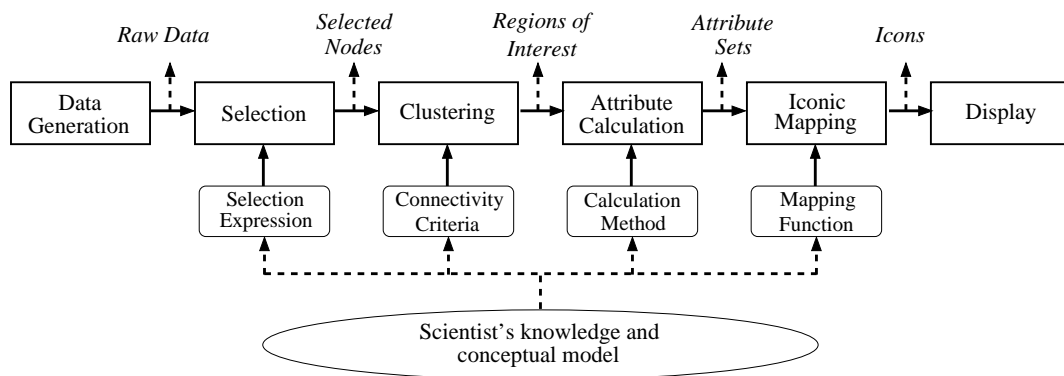 Raw Data
Selected
Nodes
Regions of
Interest
Attribute
Sets
Icons
Data
Generation
Selection
Clustering
Attribute
Calculation
Iconic
Mapping
Display
Selection
Expression
Connectivity
Criteria
Calculation
Method
Mapping
Function
Scientist's knowledge and
conceptual model